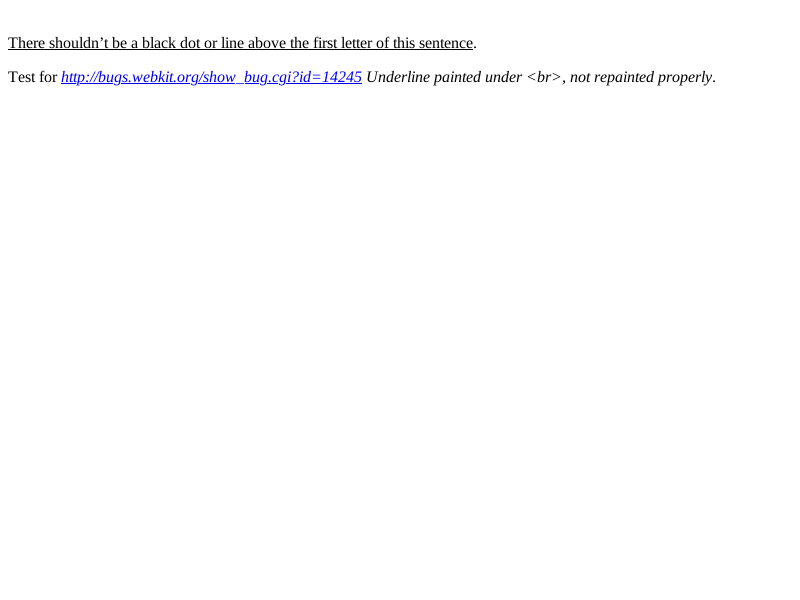 There shouldn’t be a black dot or line above the first letter of this sentence.
Test for http://bugs.webkit.org/show_bug.cgi?id=14245 Underline painted under <br>, not repainted properly.